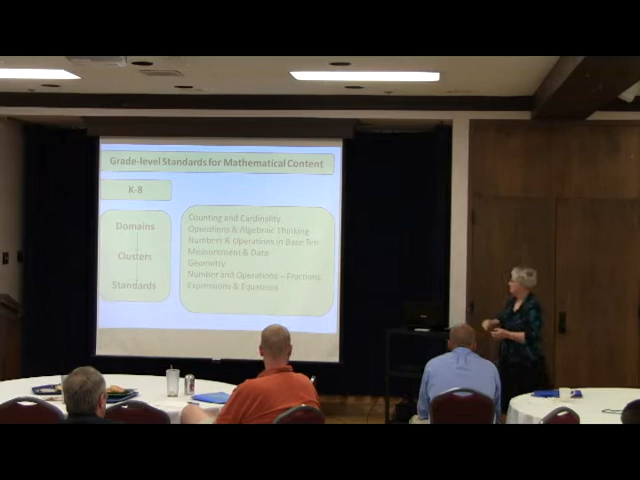 Grade-level Standards for Mathematical Content
K-8
Domains
Clusters
Standards
Counting and Cardinality
Operations & Algebraic Thinking
Numbers & Operations in Base Ten
Measurement & Data
Geometry
Number and Operations – Fractions
Expressions & Equations